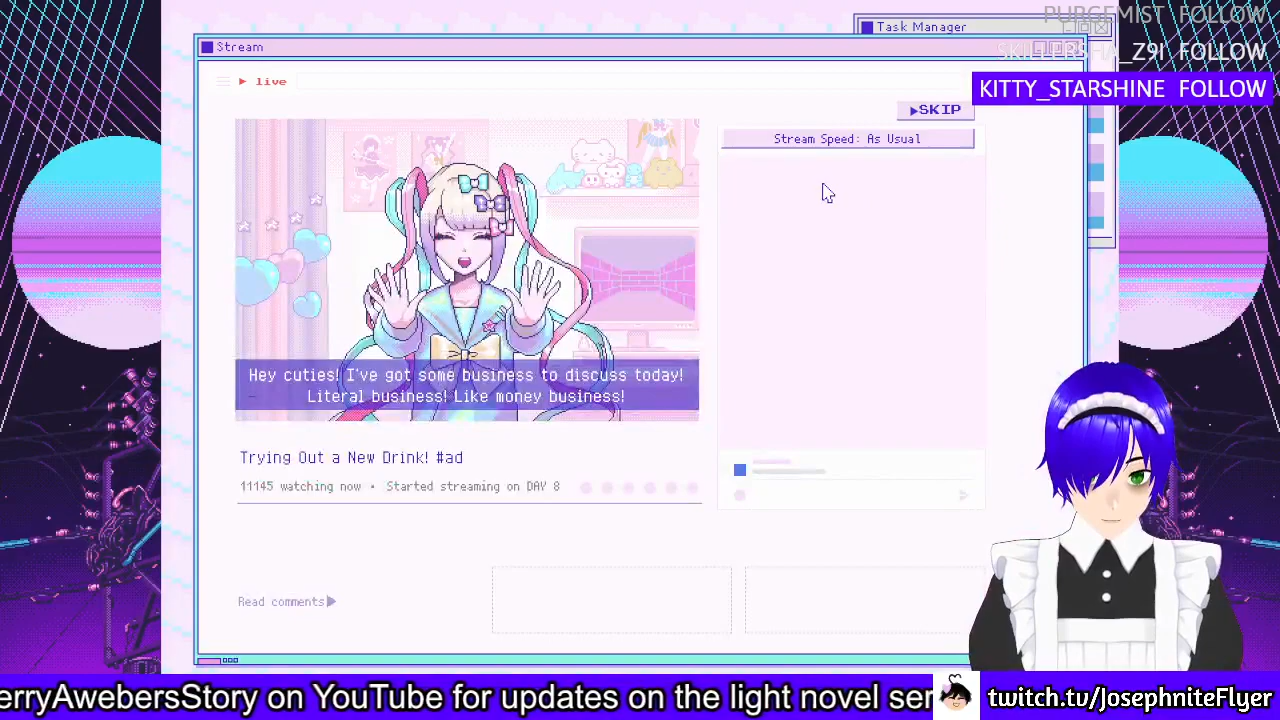 PURGEMIST FOLLOW
Task Manager
Stream
FOLLOW
live
KITTY_STARSHINE FOLLOW
▶SKIP
Stream Speed: As Usual
Hey cuties! I've got some business to discuss today!
Literal business! Like money business!
Trying Out a New Drink! #ad
11145 watching now • Started streaming on DAY 8
Read comments▶
erryAwebersStory on YouTube for updates on the light novel ser
twitch.tv/JosephniteFlyer